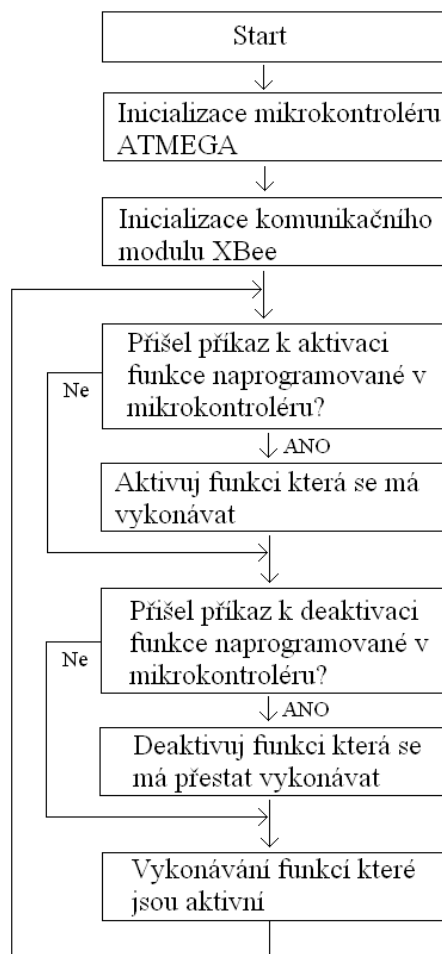 Start
Inicializace mikrokontroléru
ATMEGA
Inicializace komunikačního
modulu XBee
Přišel příkaz k aktivaci
funkce naprogramované v
mikrokontroléru?
Ne
ANO
Aktivuj funkci která se má
vykonávat
Přišel příkaz k deaktivaci
funkce naprogramované v
mikrokontroléru?
Ne
ANO
Deaktivuj funkci která se
má přestat vykonávat
Vykonávání funkcí které
jsou aktivní